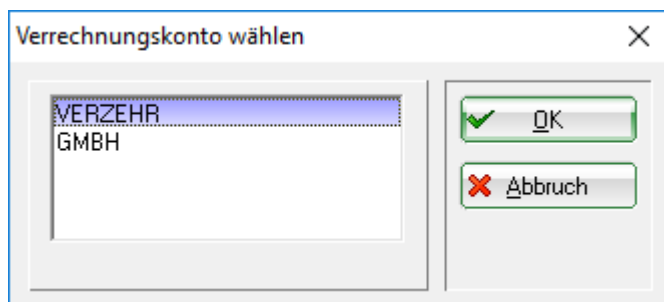 Verrechnungskonto wählen
VERZEHR
GMBH
OK
Abbruch